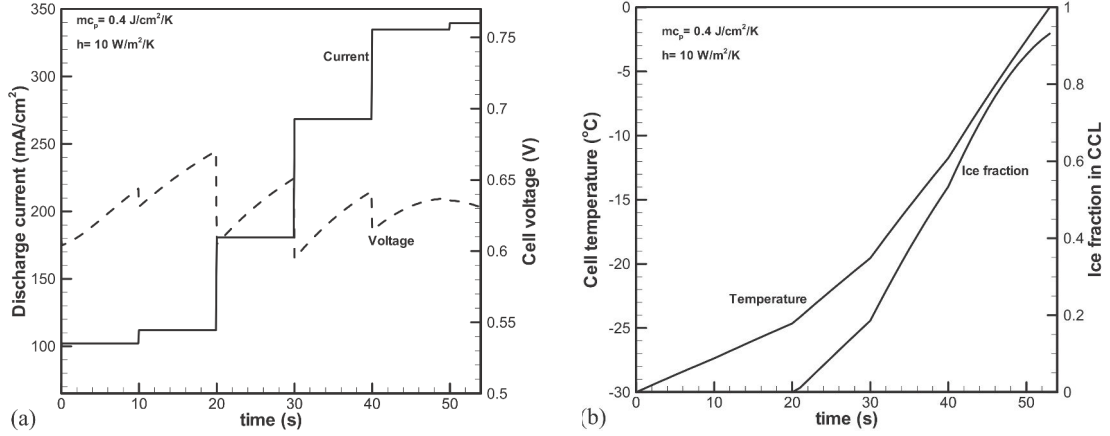 mcp= 0.4 J/cm²/K
h= 10 W/m²/K
Current
Voltage
Discharge current (mA/cm²)
350
300
250
200
150
100
Cell voltage (V)
0.75
0.7
0.65
0.6
0.55
0.5
0 10 20 30 40 50
time (s)
(a)
mcp= 0.4 J/cm²/K
h= 10 W/m²/K
Ice fraction
Temperature
Cell temperature (°C)
0
-5
-10
-15
-20
-25
-30
Ice fraction in CCL
1
0.8
0.6
0.4
0.2
0
0 10 20 30 40 50
time (s)
(b)